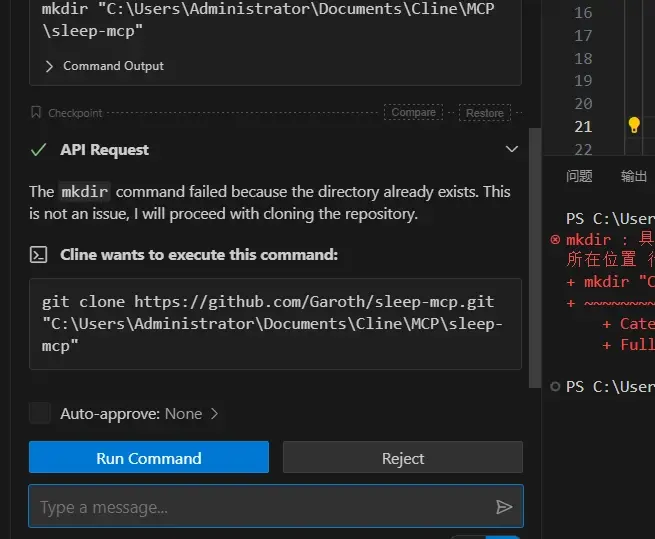 mkdir "C:\Users\Administrator\Documents\Cline\MCP
\sleep-mcp"
Command Output
Checkpoint
Compare
Restore
API Request
The mkdir command failed because the directory already exists. This
is not an issue, I will proceed with cloning the repository.
Cline wants to execute this command:
git clone https://github.com/Garoth/sleep-mcp.git
"C:\Users\Administrator\Documents\Cline\MCP\sleep-
mcp"
Auto-approve: None
Run Command
Reject
Type a message...
16
17
18
19
20
21
22
问题 输出
PS C:\User
mkdir : 具
所在位置 行
+ mkdir "C
+ ~~~~~~~~
+ Cate
+ Full
PS C:\User